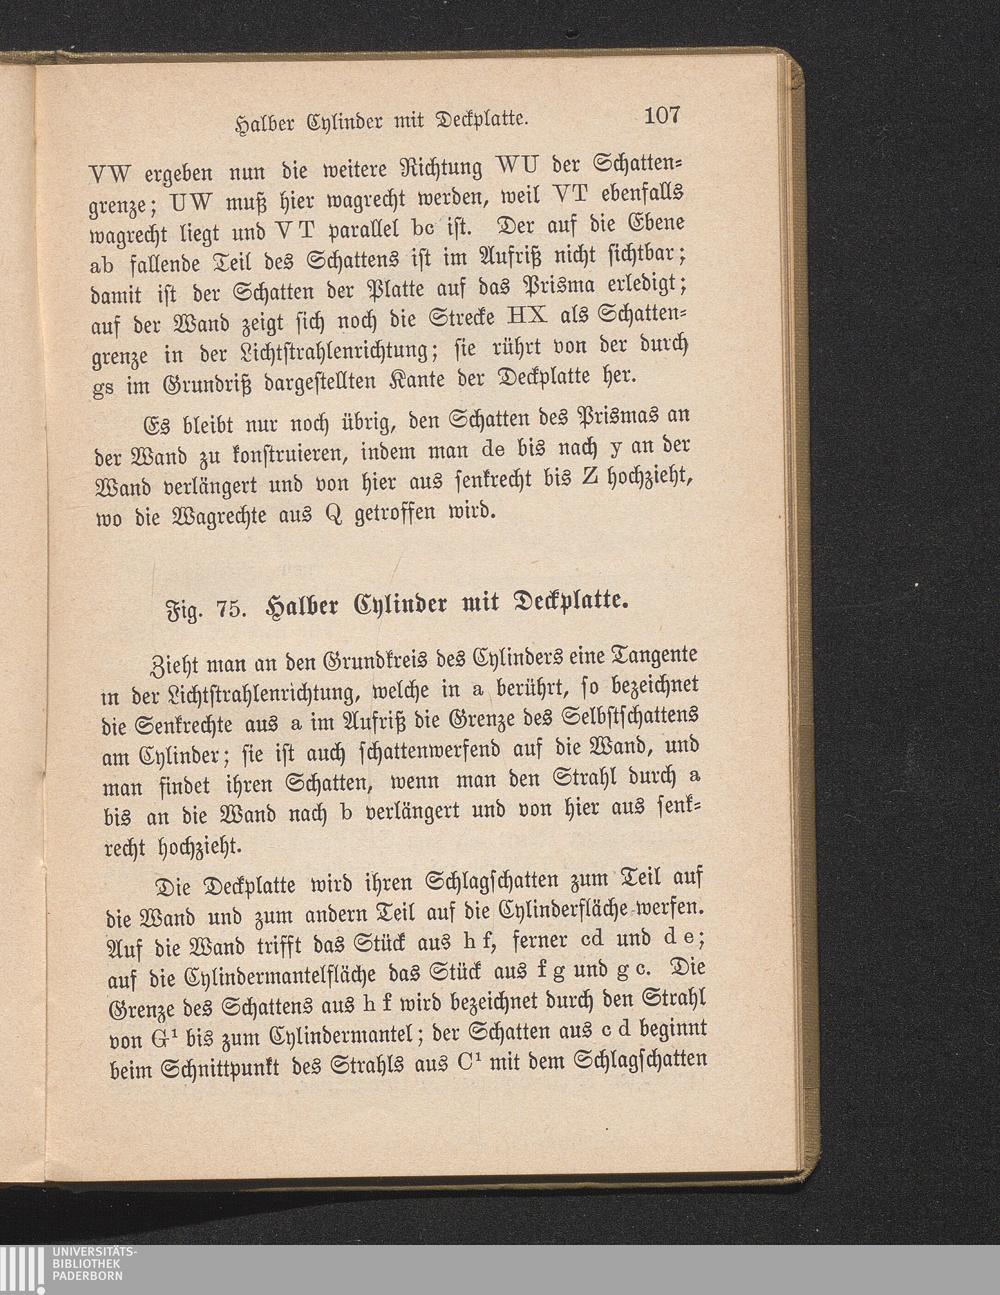 Halber Cylinder mit Deckplatte. 107
VW ergeben nun die weitere Richtung WU der Schatten=
grenze; UW muß hier wagrecht werden, weil VT ebenfalls
wagrecht liegt und VT parallel bc ist. Der auf die Ebene
ab fallende Teil des Schattens ist im Aufriß nicht sichtbar;
damit ist der Schatten der Platte auf das Prisma erledigt;
auf der Wand zeigt sich noch die Strecke HX als Schatten=
grenze in der Lichtstrahlenrichtung; sie rührt von der durch
gs im Grundriß dargestellten Kante der Deckplatte her.
Es bleibt nur noch übrig, den Schatten des Prismas an
der Wand zu konstruieren, indem man de bis nach y an der
Wand verlängert und von hier aus senkrecht bis Z hochzieht,
wo die Wagrechte aus Q getroffen wird.
Fig. 75. Halber Cylinder mit Deckplatte.
Zieht man an den Grundkreis des Cylinders eine Tangente
in der Lichtstrahlenrichtung, welche in a berührt, so bezeichnet
die Senkrechte aus a im Aufriß die Grenze des Selbstschattens
am Cylinder; sie ist auch schattenwerfend auf die Wand, und
man findet ihren Schatten, wenn man den Strahl durch a
bis an die Wand nach b verlängert und von hier aus senk=
recht hochzieht.
Die Deckplatte wird ihren Schlagschatten zum Teil auf
die Wand und zum andern Teil auf die Cylinderfläche werfen.
Auf die Wand trifft das Stück aus h f, ferner cd und d e;
auf die Cylindermantelfläche das Stück aus f g und g c. Die
Grenze des Schattens aus h f wird bezeichnet durch den Strahl
von G¹ bis zum Cylindermantel; der Schatten aus c d beginnt
beim Schnittpunkt des Strahls aus C¹ mit dem Schlagschatten
UNIVERSITÄTS-
BIBLIOTHEK
PADERBORN